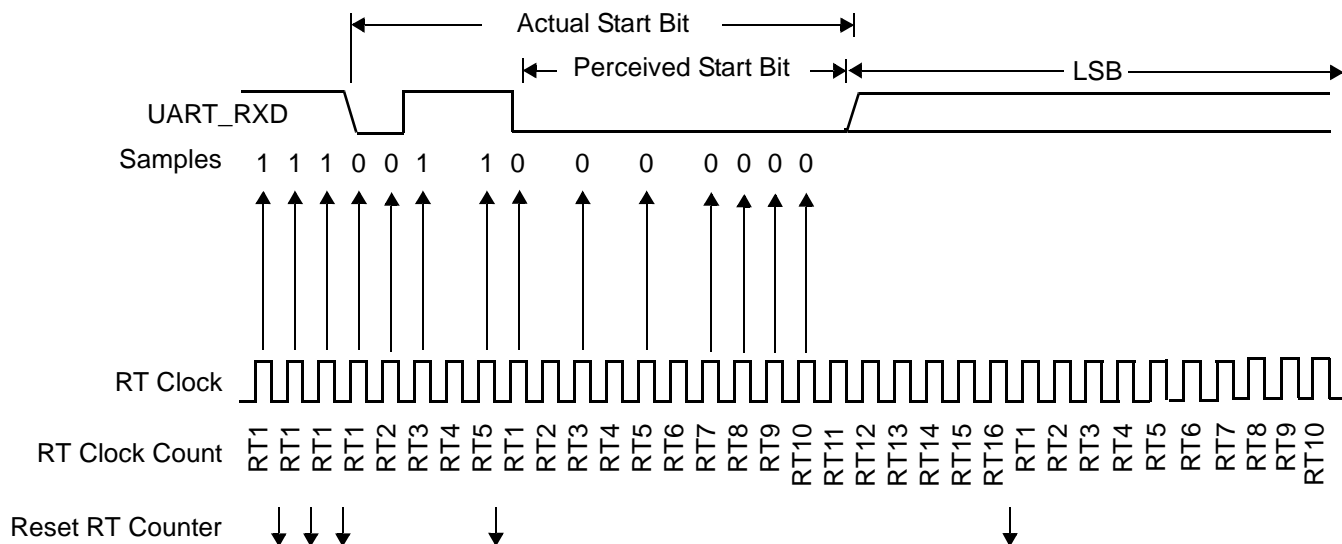 Actual Start Bit
Perceived Start Bit
LSB
UART_RXD
Samples 1 1 1 0 0 1 1 0 0 0 0 0 0 0
RT Clock
RT Clock Count RT1 RT1 RT1 RT1 RT2 RT3 RT4 RT5 RT1 RT2 RT3 RT4 RT5 RT6 RT7 RT8 RT9 RT10 RT11 RT12 RT13 RT14 RT15 RT16 RT1 RT2 RT3 RT4 RT5 RT6 RT7 RT8 RT9 RT10
Reset RT Counter